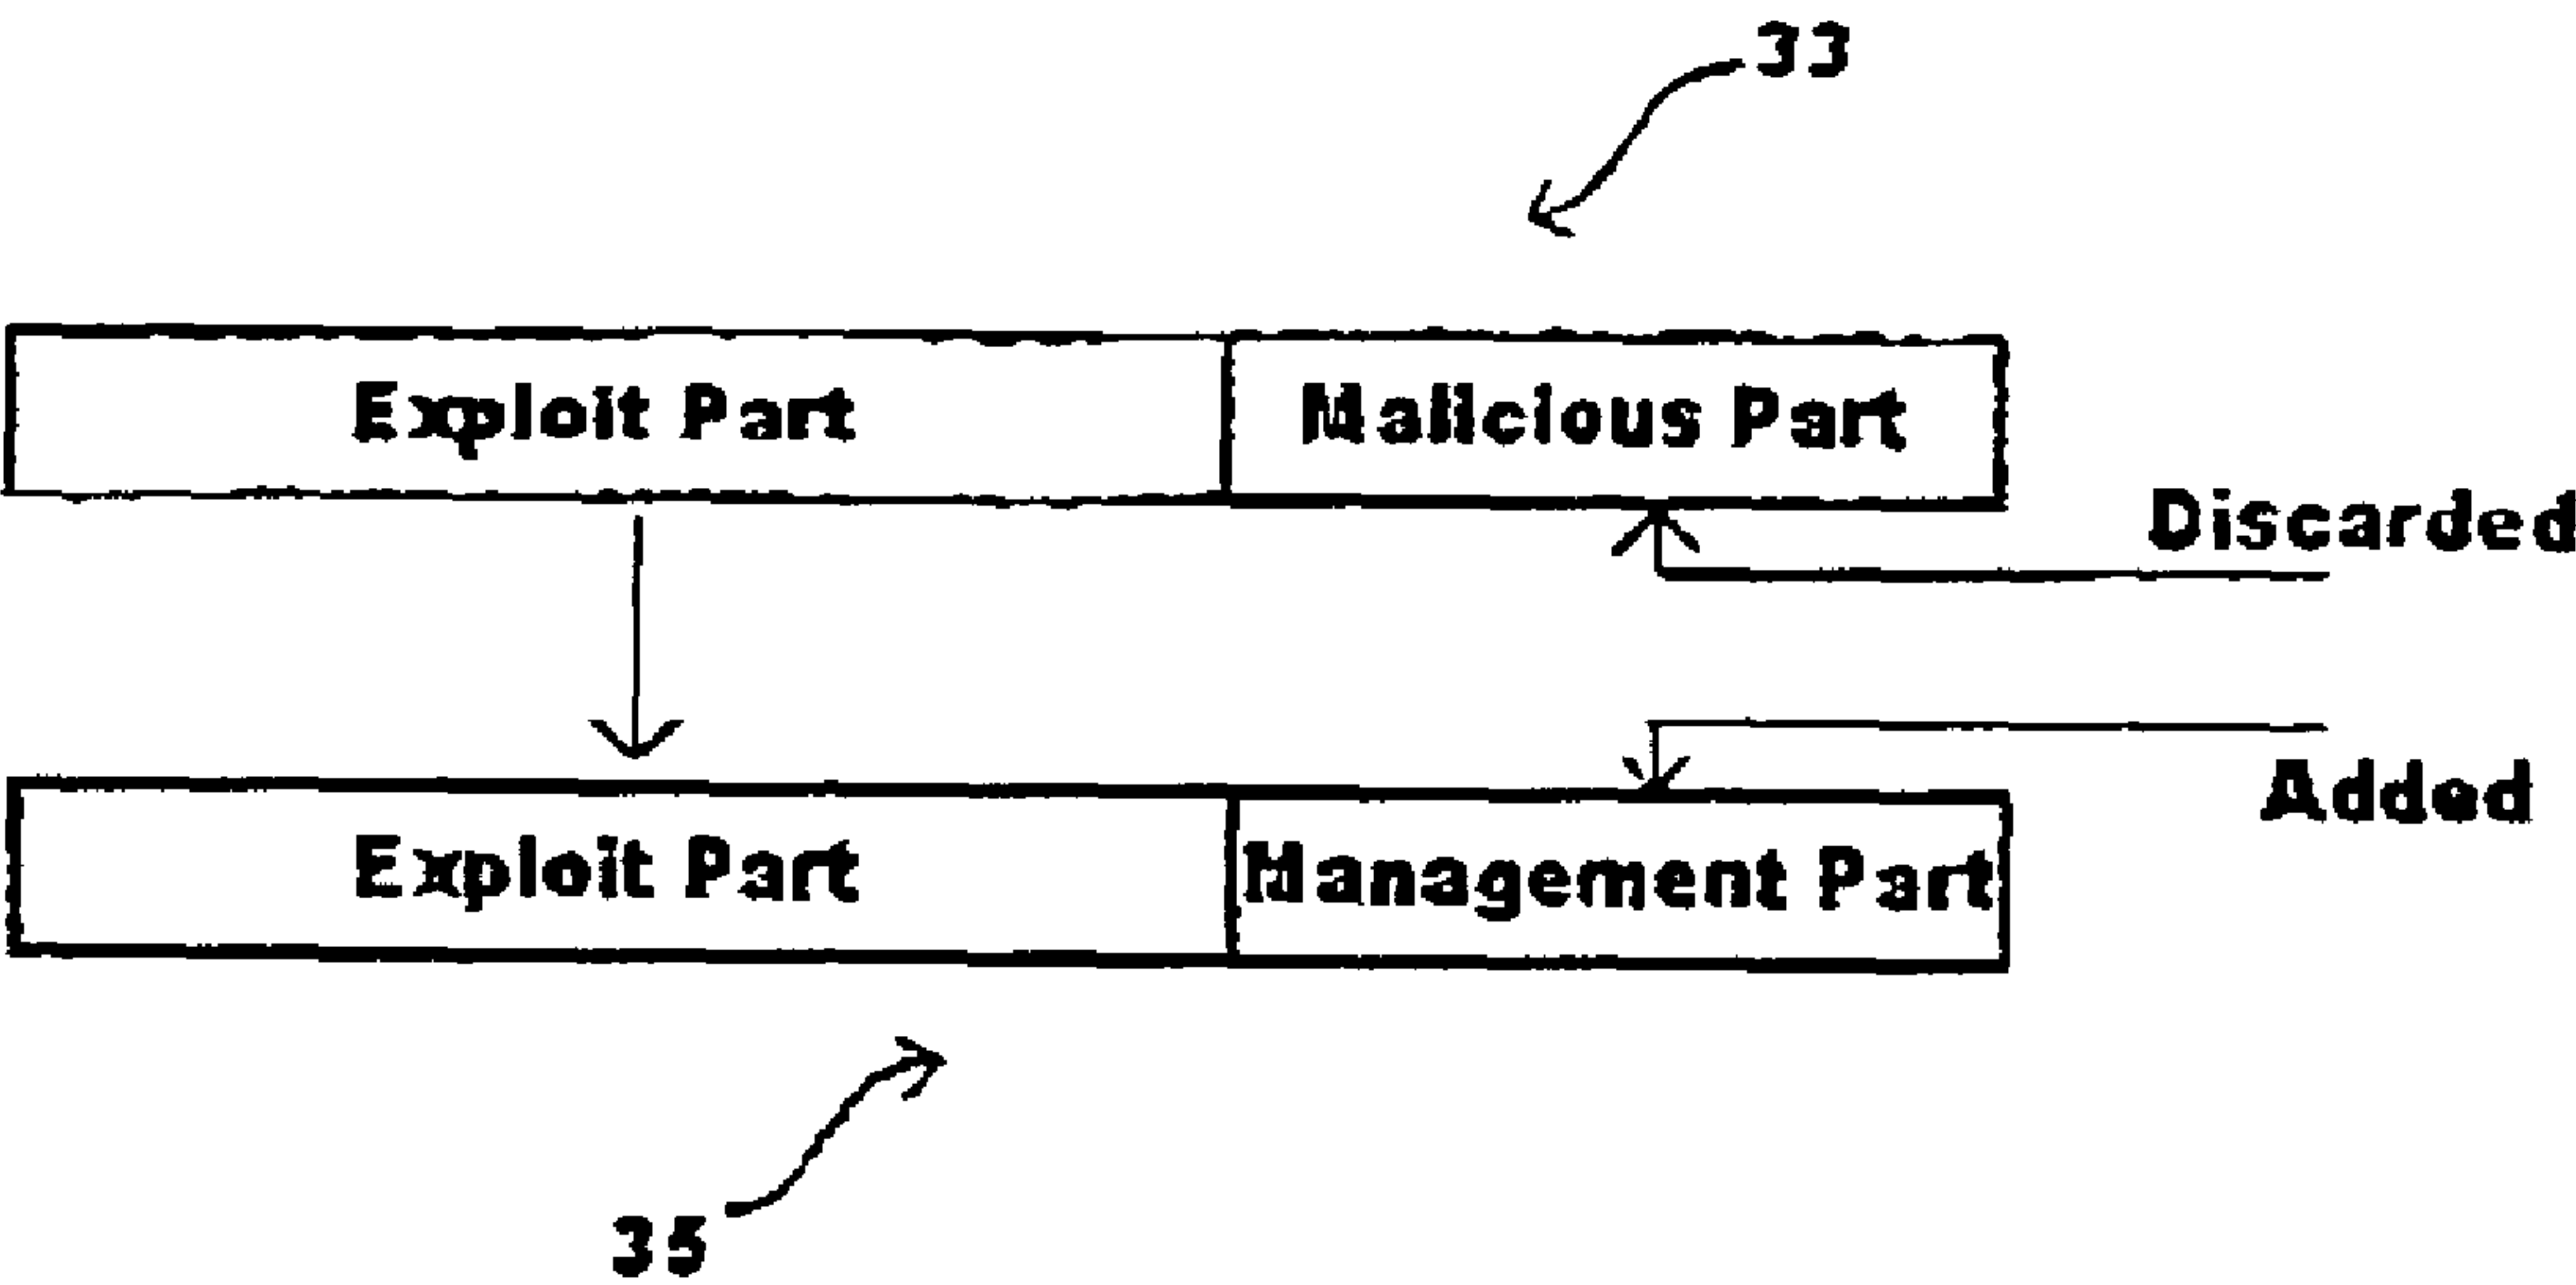 33
Exploit Part Malicious Part
Discarded
Added
Exploit Part Management Part
35